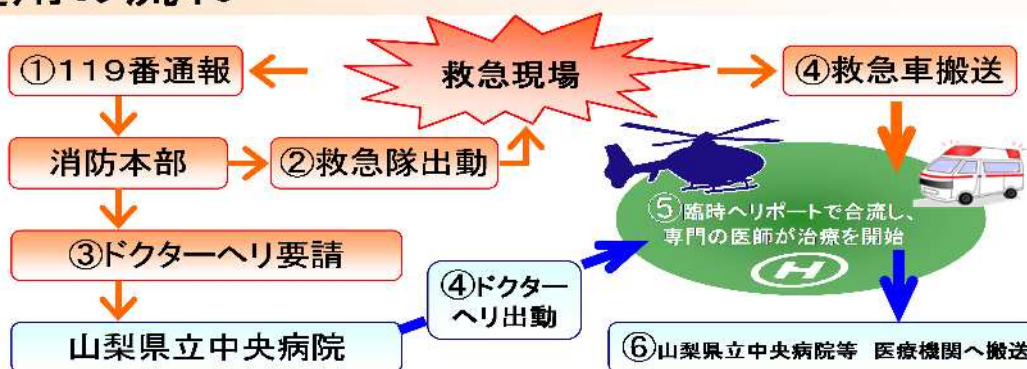 救急現場
①119番通報
消防本部
②救急隊出動
③ドクターヘリ要請
山梨県立中央病院
④ドクター
ヘリ出動
④救急車搬送
⑤臨時ヘリポートで合流し、
専門の医師が治療を開始
H
⑥山梨県立中央病院等 医療機関へ搬送